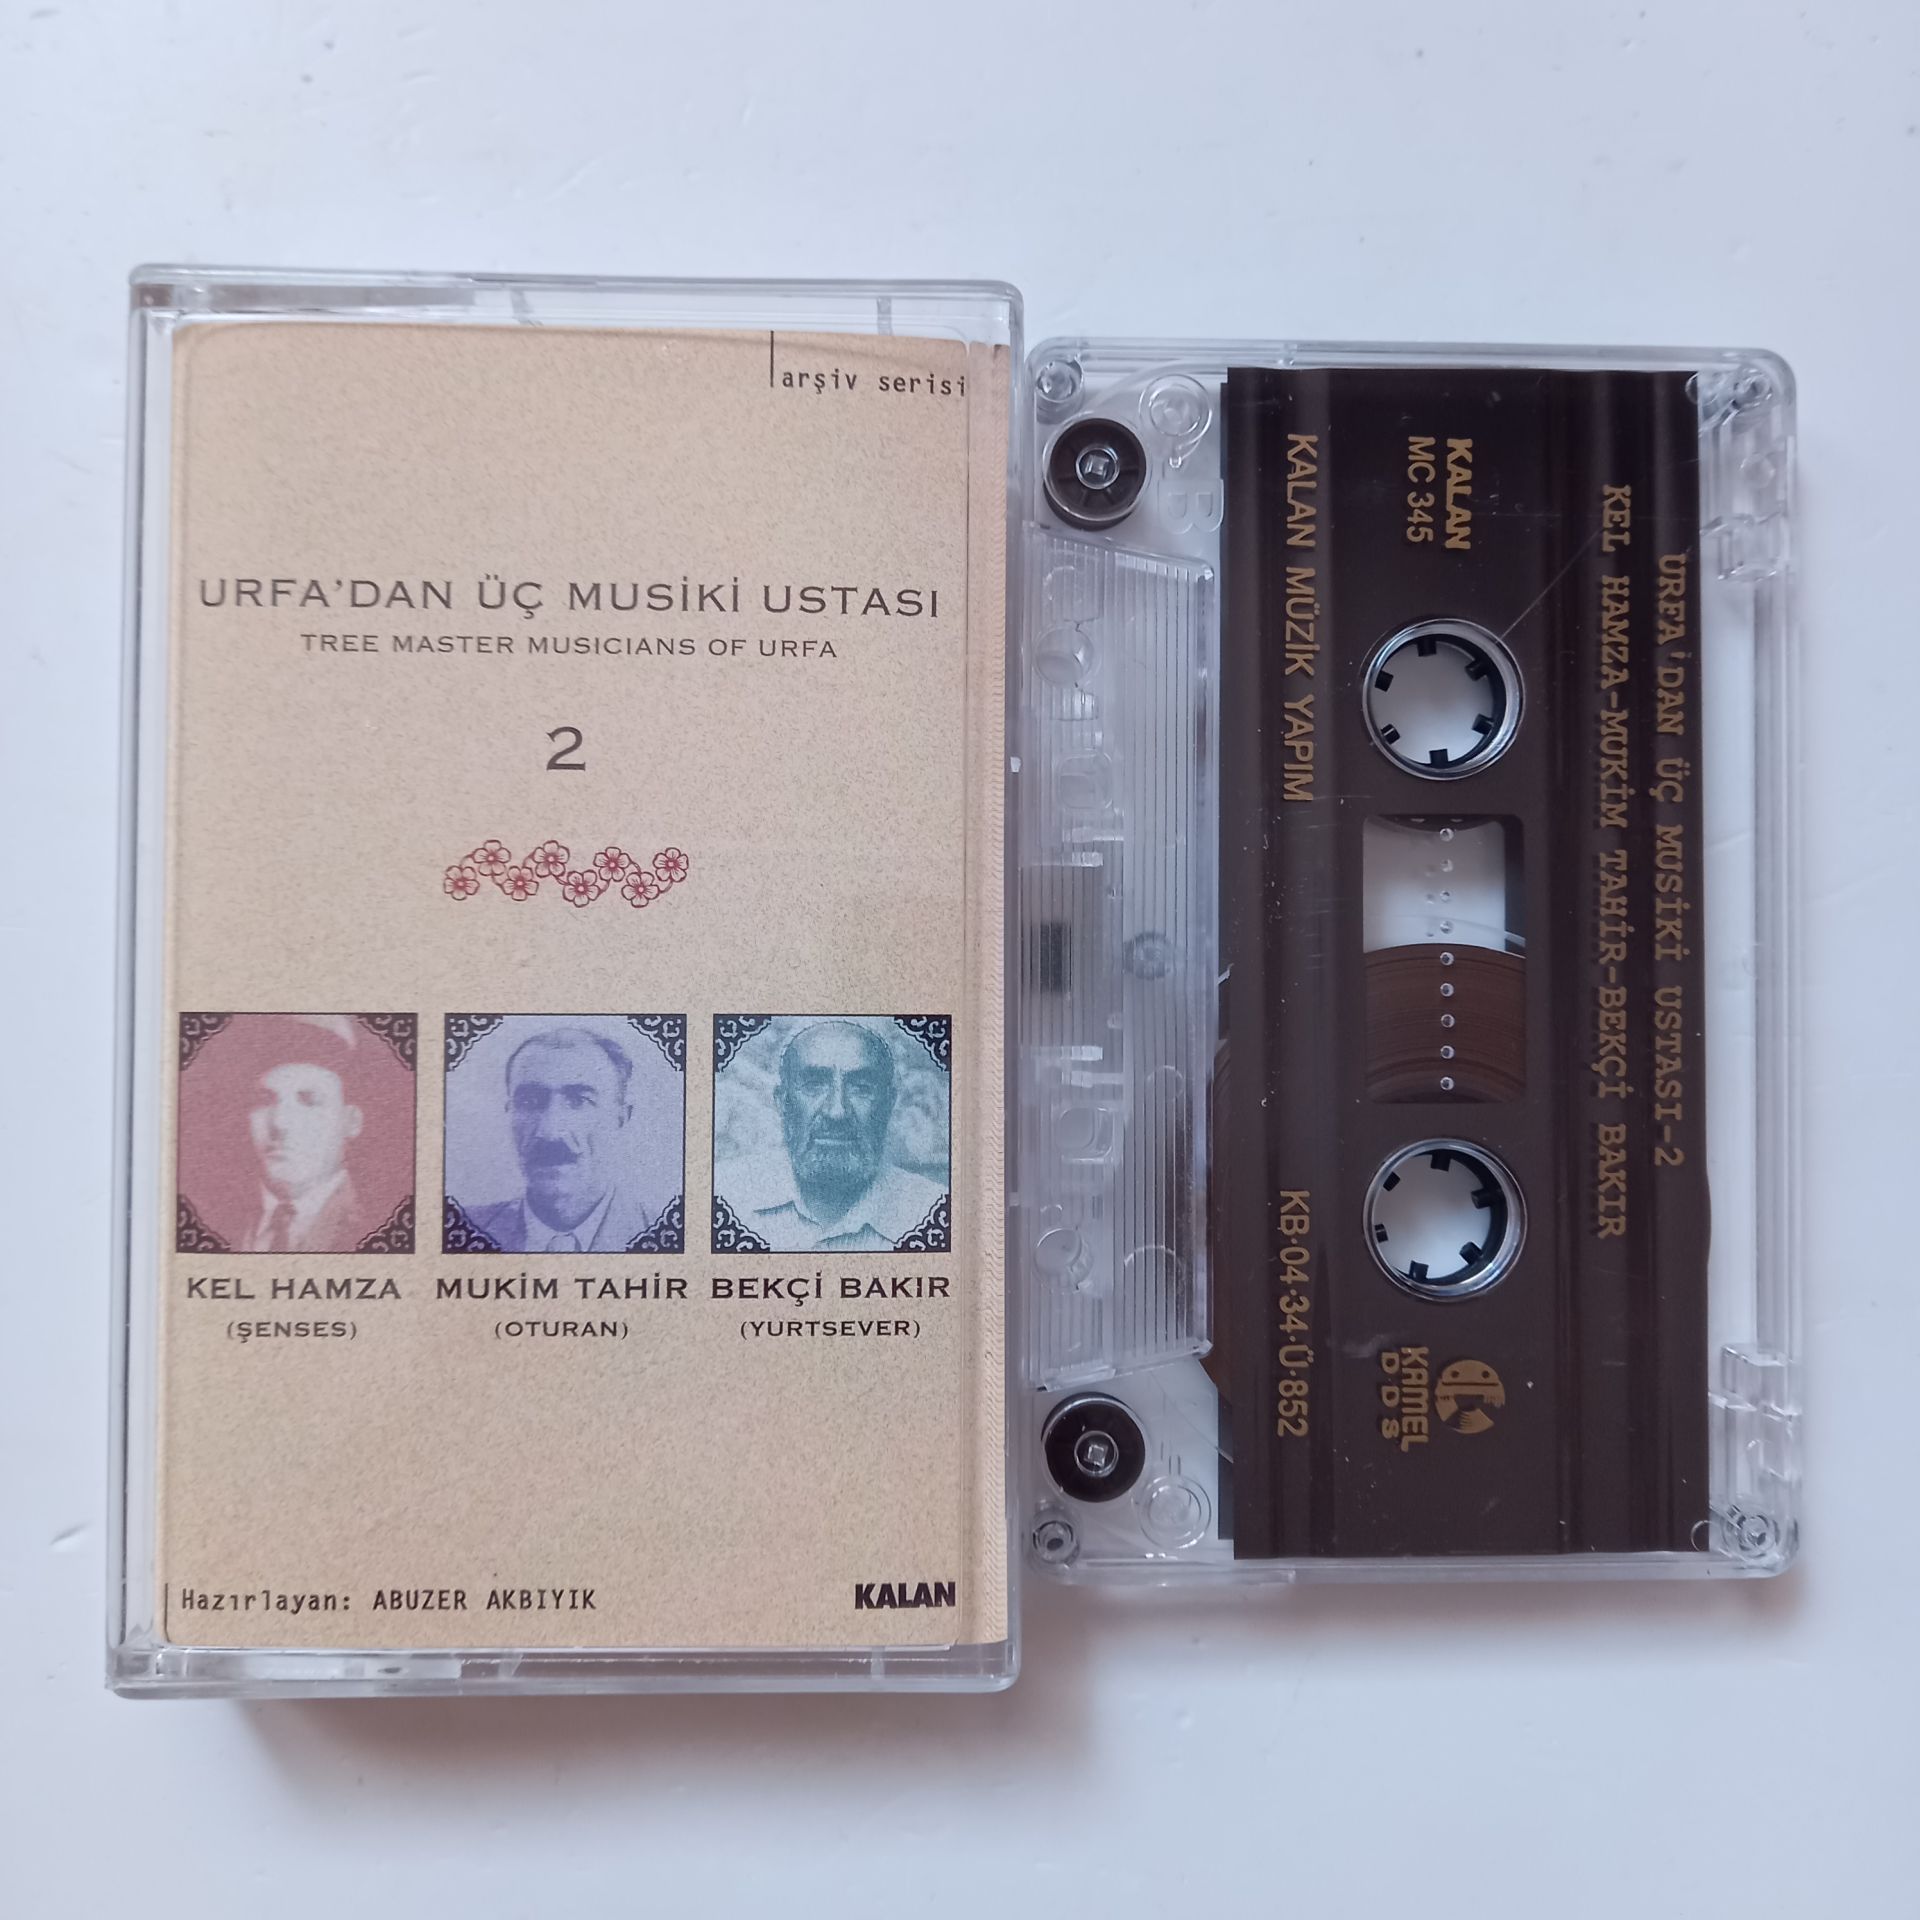 arşiv serisi
URFA'DAN ÜÇ MUSİKİ USTASI
TREE MASTER MUSICIANS OF URFA
2
KEL HAMZA
(ŞENSES)
MUKİM TAHİR
(OTURAN)
BEKÇİ BAKIR
(YURTSEVER)
Hazırlayan: ABUZER AKBIYIK
KALAN
B
URFA'DAN ÜÇ MUSİKİ USTASI-2
KEL HAMZA-MUKİM TAHİR-BEKÇİ BAKIR
KALAN
MC 345
KAMEL
D D S
KALAN MÜZİK YAPIM
KB·04·34·Ü·852